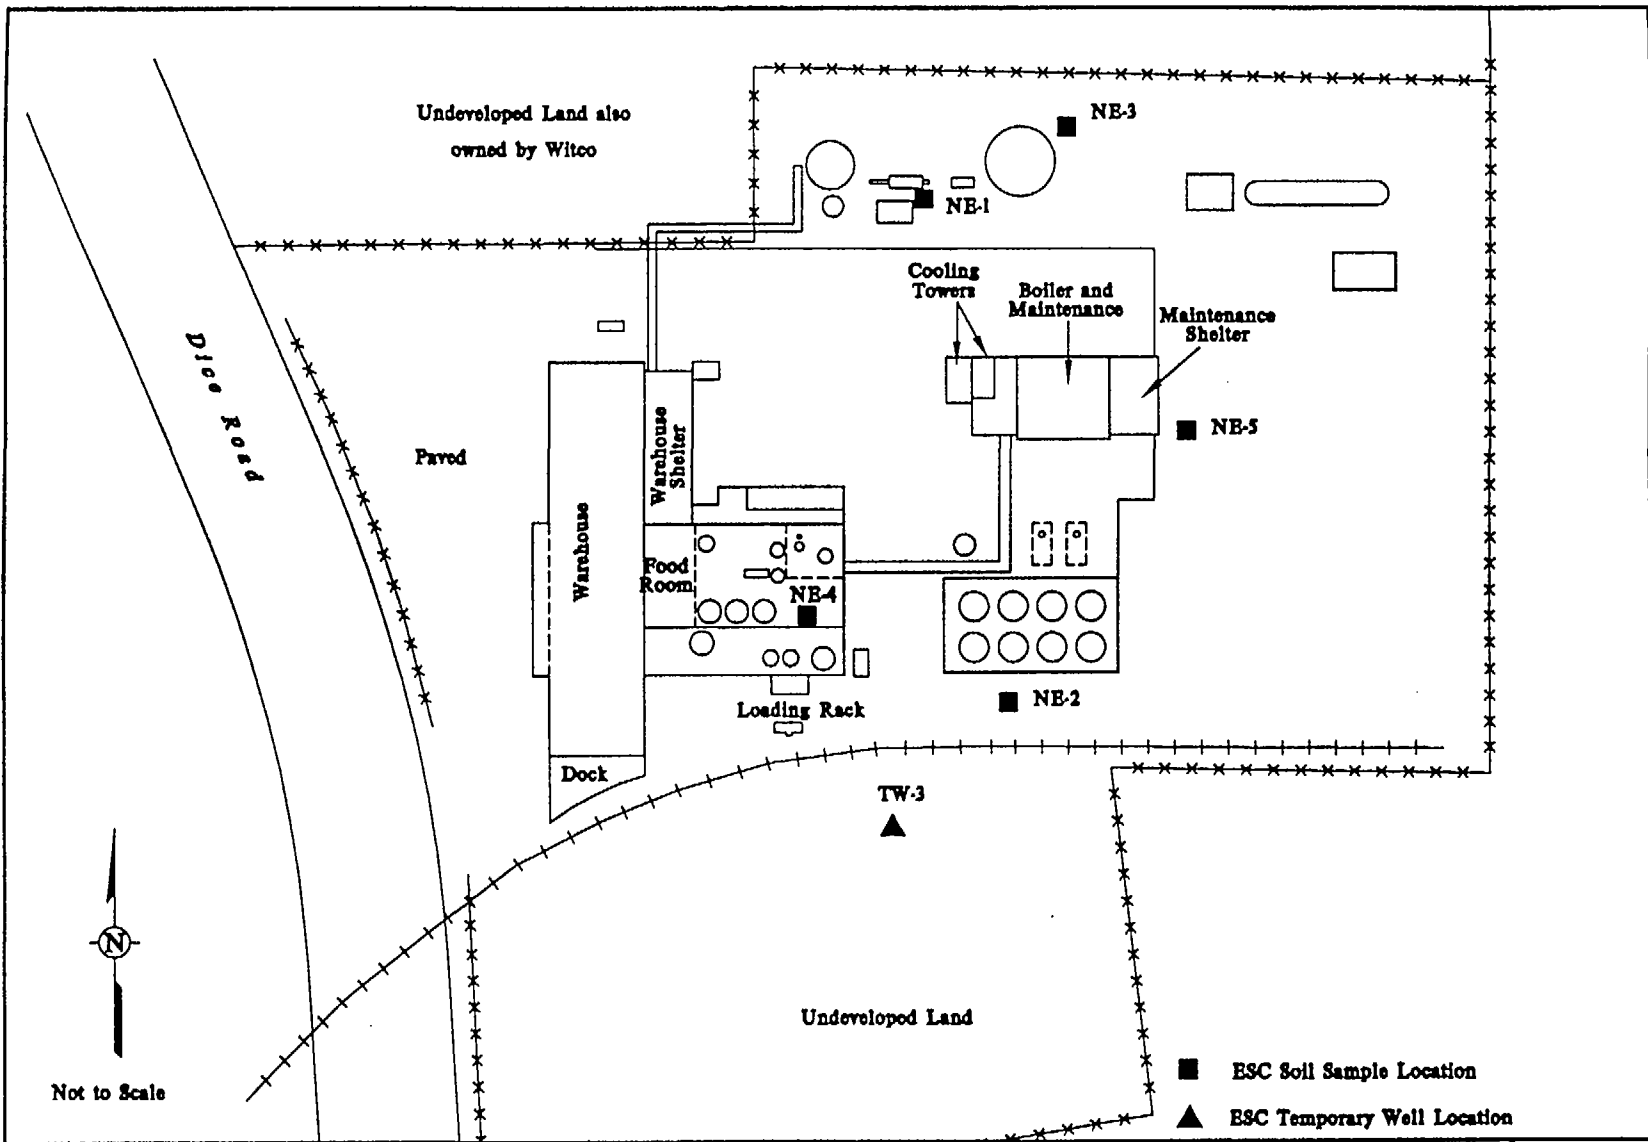 Undeveloped Land also
owned by Witco
NE-3
NE-1
Cooling
Towers
Boiler and
Maintenance
Maintenance
Shelter
Dice Road
NE-5
Paved
Warehouse
Shelter
Warehouse
Food
Room
NE-4
NE-2
Loading Rack
Dock
TW-3
N
Undeveloped Land
Not to Scale
ESC Soil Sample Location
ESC Temporary Well Location